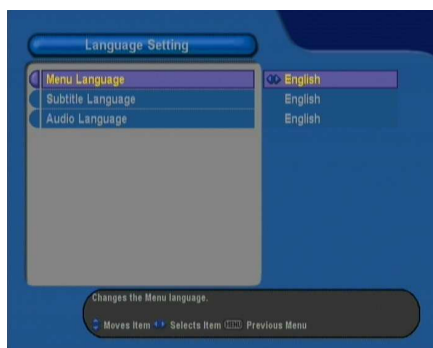 Language Setting
Menu Language English
Subtitle Language English
Audio Language English
Changes the Menu language.
Moves Item Selects Item MENU Previous Menu